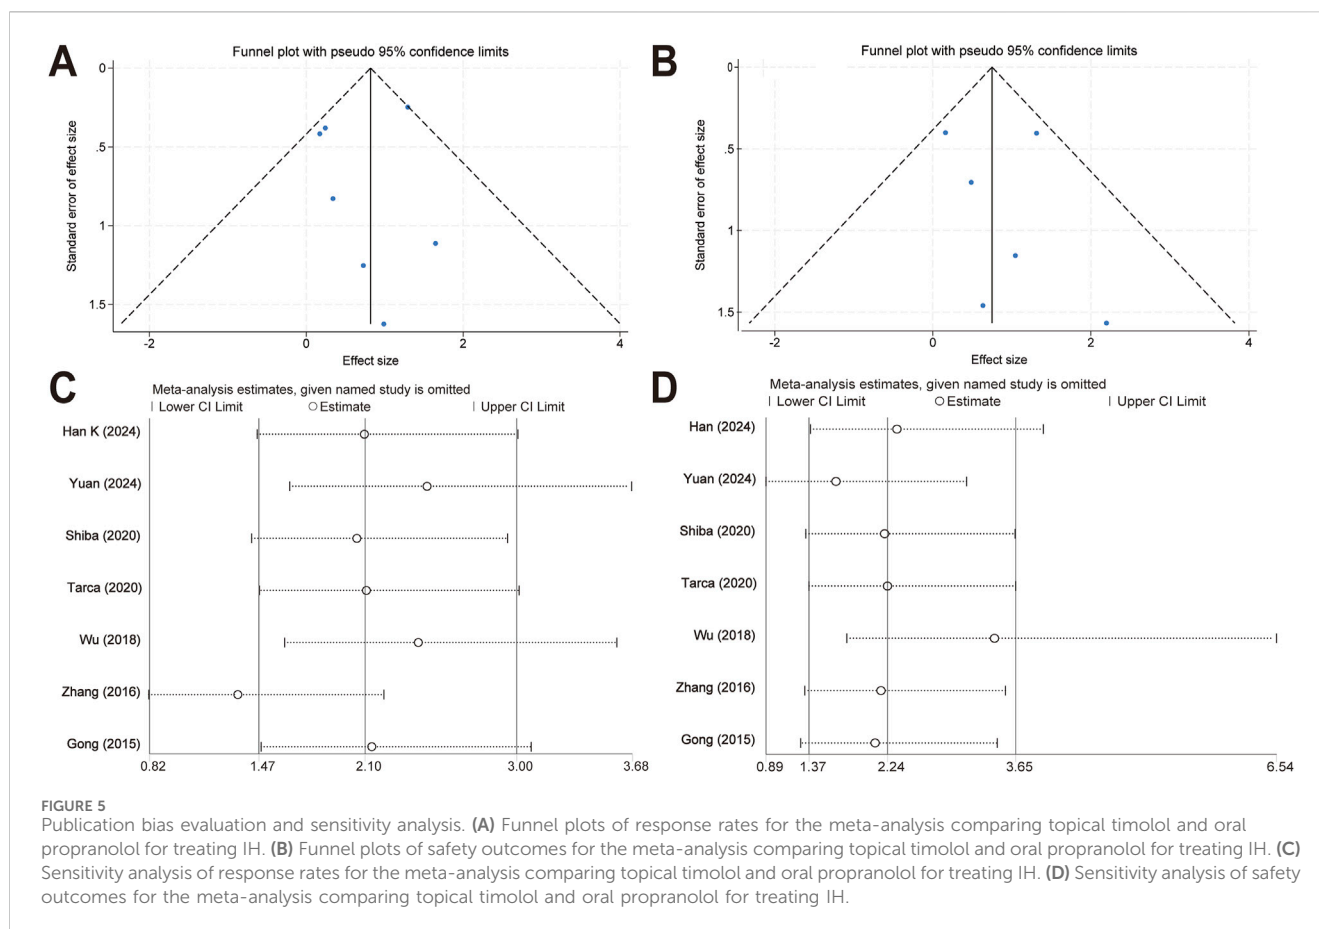 A
Funnel plot with pseudo 95% confidence limits
Standard error of effect size
0
.5
1
1.5
-2
0
2
4
Effect size
B
Funnel plot with pseudo 95% confidence limits
Standard error of effect size
0
.5
1
1.5
-2
0
2
4
Effect size
C
Meta-analysis estimates, given named study is omitted
Lower CI Limit Estimate Upper CI Limit
Han K (2024)
Yuan (2024)
Shiba (2020)
Tarca (2020)
Wu (2018)
Zhang (2016)
Gong (2015)
0.82 1.47 2.10 3.00 3.68
D
Meta-analysis estimates, given named study is omitted
Lower CI Limit Estimate Upper CI Limit
Han (2024)
Yuan (2024)
Shiba (2020)
Tarca (2020)
Wu (2018)
Zhang (2016)
Gong (2015)
0.89 1.37 2.24 3.65 6.54
FIGURE 5
Publication bias evaluation and sensitivity analysis. (A) Funnel plots of response rates for the meta-analysis comparing topical timolol and oral
propranolol for treating IH. (B) Funnel plots of safety outcomes for the meta-analysis comparing topical timolol and oral propranolol for treating IH. (C)
Sensitivity analysis of response rates for the meta-analysis comparing topical timolol and oral propranolol for treating IH. (D) Sensitivity analysis of safety
outcomes for the meta-analysis comparing topical timolol and oral propranolol for treating IH.